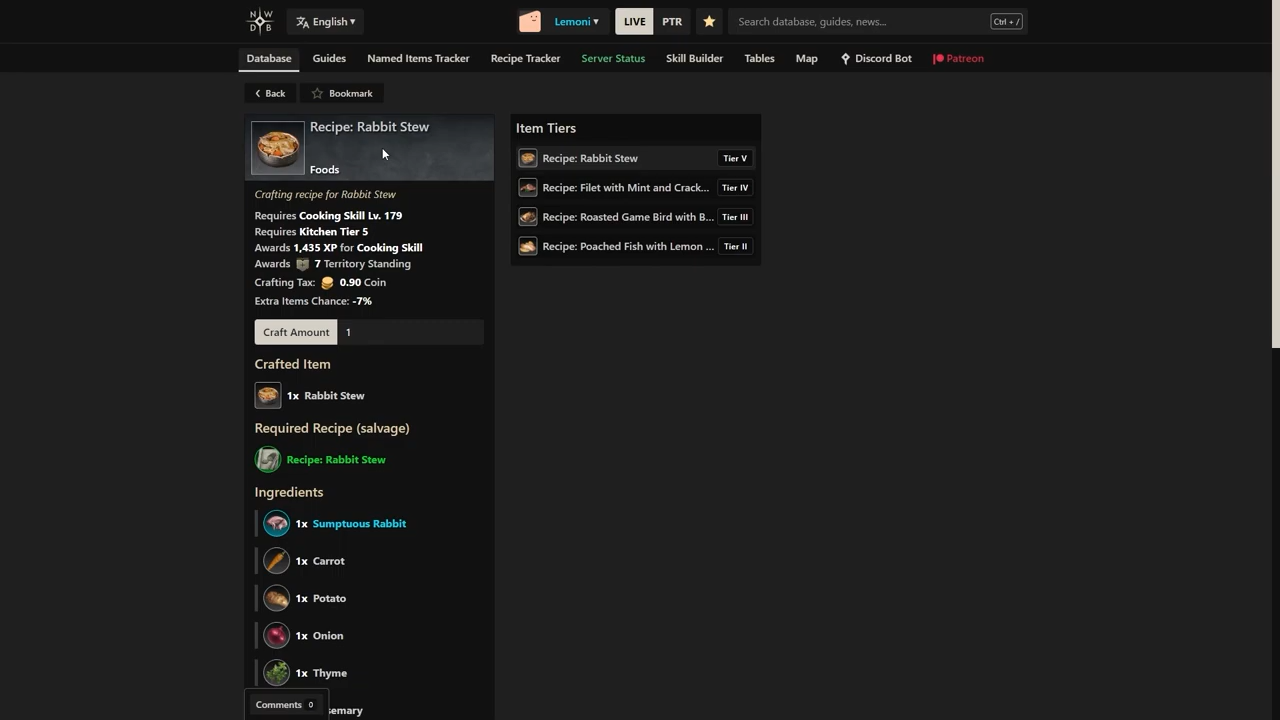 NW
DB
English ▾
Lemoni ▾
LIVE
PTR
Search database, guides, news...
Ctrl + /
Database
Guides
Named Items Tracker
Recipe Tracker
Server Status
Skill Builder
Tables
Map
Discord Bot
Patreon
Back
Bookmark
Recipe: Rabbit Stew
Foods
Crafting recipe for Rabbit Stew
Requires Cooking Skill Lv. 179
Requires Kitchen Tier 5
Awards 1,435 XP for Cooking Skill
Awards 7 Territory Standing
Crafting Tax: 0.90 Coin
Extra Items Chance: -7%
Craft Amount 1
Crafted Item
1x Rabbit Stew
Required Recipe (salvage)
Recipe: Rabbit Stew
Ingredients
1x Sumptuous Rabbit
1x Carrot
1x Potato
1x Onion
1x Thyme
semary
Comments 0
Item Tiers
Recipe: Rabbit Stew Tier V
Recipe: Filet with Mint and Crack... Tier IV
Recipe: Roasted Game Bird with B... Tier III
Recipe: Poached Fish with Lemon ... Tier II